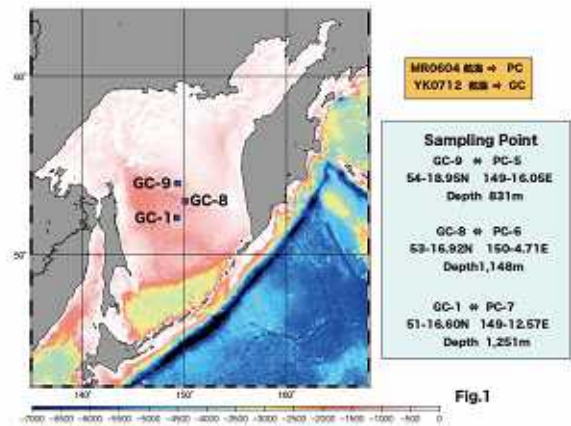 60°
50°
140°
150°
160°
GC-9
GC-8
GC-1
MR0604 航海 ⇒ PC
YK0712 航海 ⇒ GC
Sampling Point
GC-9 ⇔ PC-5
54-18.95N 149-16.05E
Depth 831m
GC-8 ⇔ PC-6
53-16.92N 150-4.71E
Depth1,148m
GC-1 ⇔ PC-7
51-16.60N 149-12.57E
Depth 1,251m
Fig.1
-7000 -6500 -5500 -5000 -4500 -4000 -3500 -3000 -2500 -2000 -1500 -1000 -500 0